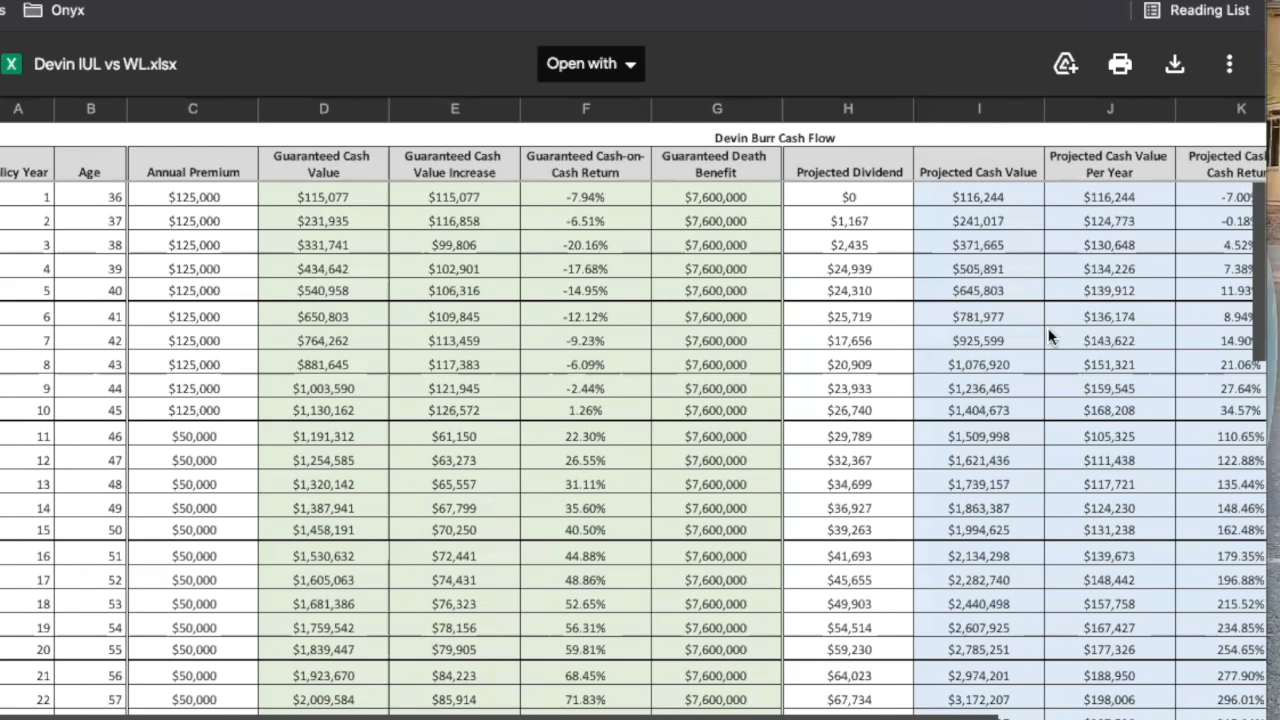 s Onyx Reading List
X Devin IUL vs WL.xlsx Open with
A B C D E F G H I J K
Devin Burr Cash Flow
Guaranteed Cash Guaranteed Cash Guaranteed Cash-on- Guaranteed Death Projected Cash Value Projected Cas
licy Year Age Annual Premium Value Value Increase Cash Return Benefit Projected Dividend Projected Cash Value Per Year Cash Retur
1 36 $125,000 $115,077 $115,077 -7.94% $7,600,000 $0 $116,244 $116,244 -7.00%
2 37 $125,000 $231,935 $116,858 -6.51% $7,600,000 $1,167 $241,017 $124,773 -0.18%
3 38 $125,000 $331,741 $99,806 -20.16% $7,600,000 $2,435 $371,665 $130,648 4.52%
4 39 $125,000 $434,642 $102,901 -17.68% $7,600,000 $24,939 $505,891 $134,226 7.38%
5 40 $125,000 $540,958 $106,316 -14.95% $7,600,000 $24,310 $645,803 $139,912 11.93%
6 41 $125,000 $650,803 $109,845 -12.12% $7,600,000 $25,719 $781,977 $136,174 8.94%
7 42 $125,000 $764,262 $113,459 -9.23% $7,600,000 $17,656 $925,599 $143,622 14.90%
8 43 $125,000 $881,645 $117,383 -6.09% $7,600,000 $20,909 $1,076,920 $151,321 21.06%
9 44 $125,000 $1,003,590 $121,945 -2.44% $7,600,000 $23,933 $1,236,465 $159,545 27.64%
10 45 $125,000 $1,130,162 $126,572 1.26% $7,600,000 $26,740 $1,404,673 $168,208 34.57%
11 46 $50,000 $1,191,312 $61,150 22.30% $7,600,000 $29,789 $1,509,998 $105,325 110.65%
12 47 $50,000 $1,254,585 $63,273 26.55% $7,600,000 $32,367 $1,621,436 $111,438 122.88%
13 48 $50,000 $1,320,142 $65,557 31.11% $7,600,000 $34,699 $1,739,157 $117,721 135.44%
14 49 $50,000 $1,387,941 $67,799 35.60% $7,600,000 $36,927 $1,863,387 $124,230 148.46%
15 50 $50,000 $1,458,191 $70,250 40.50% $7,600,000 $39,263 $1,994,625 $131,238 162.48%
16 51 $50,000 $1,530,632 $72,441 44.88% $7,600,000 $41,693 $2,134,298 $139,673 179.35%
17 52 $50,000 $1,605,063 $74,431 48.86% $7,600,000 $45,655 $2,282,740 $148,442 196.88%
18 53 $50,000 $1,681,386 $76,323 52.65% $7,600,000 $49,903 $2,440,498 $157,758 215.52%
19 54 $50,000 $1,759,542 $78,156 56.31% $7,600,000 $54,514 $2,607,925 $167,427 234.85%
20 55 $50,000 $1,839,447 $79,905 59.81% $7,600,000 $59,230 $2,785,251 $177,326 254.65%
21 56 $50,000 $1,923,670 $84,223 68.45% $7,600,000 $64,023 $2,974,201 $188,950 277.90%
22 57 $50,000 $2,009,584 $85,914 71.83% $7,600,000 $67,734 $3,172,207 $198,006 296.01%